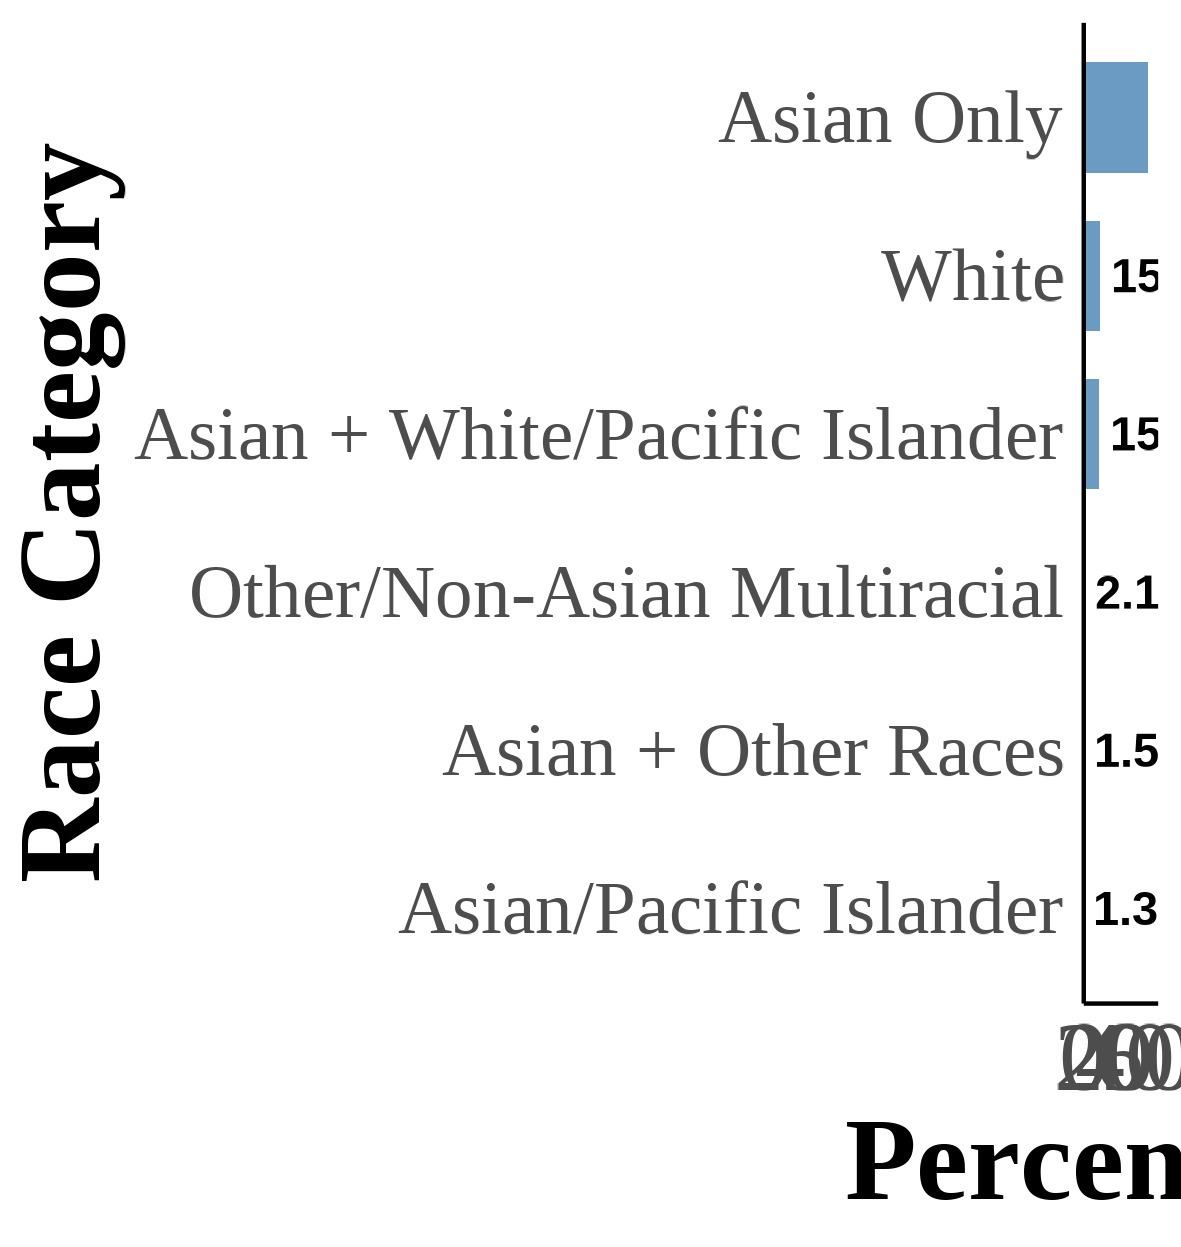 Race Category
Asian Only
White 15
Asian + White/Pacific Islander 15
Other/Non-Asian Multiracial 2.1
Asian + Other Races 1.5
Asian/Pacific Islander 1.3
Percen